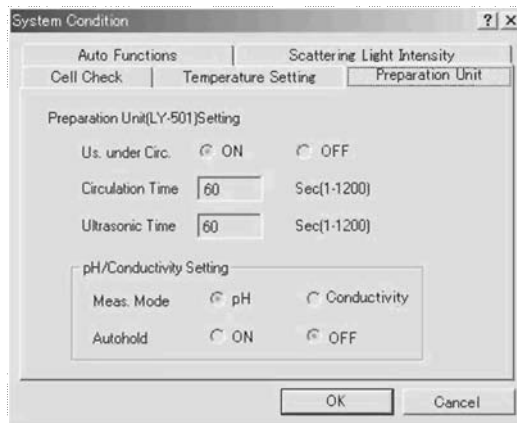 System Condition
Auto Functions Scattering Light Intensity
Cell Check Temperature Setting Preparation Unit
Preparation Unit(LY-501)Setting
Us. under Circ. ON OFF
Circulation Time 60 Sec(1-1200)
Ultrasonic Time 60 Sec(1-1200)
pH/Conductivity Setting
Meas. Mode pH Conductivity
Autohold ON OFF
OK Cancel